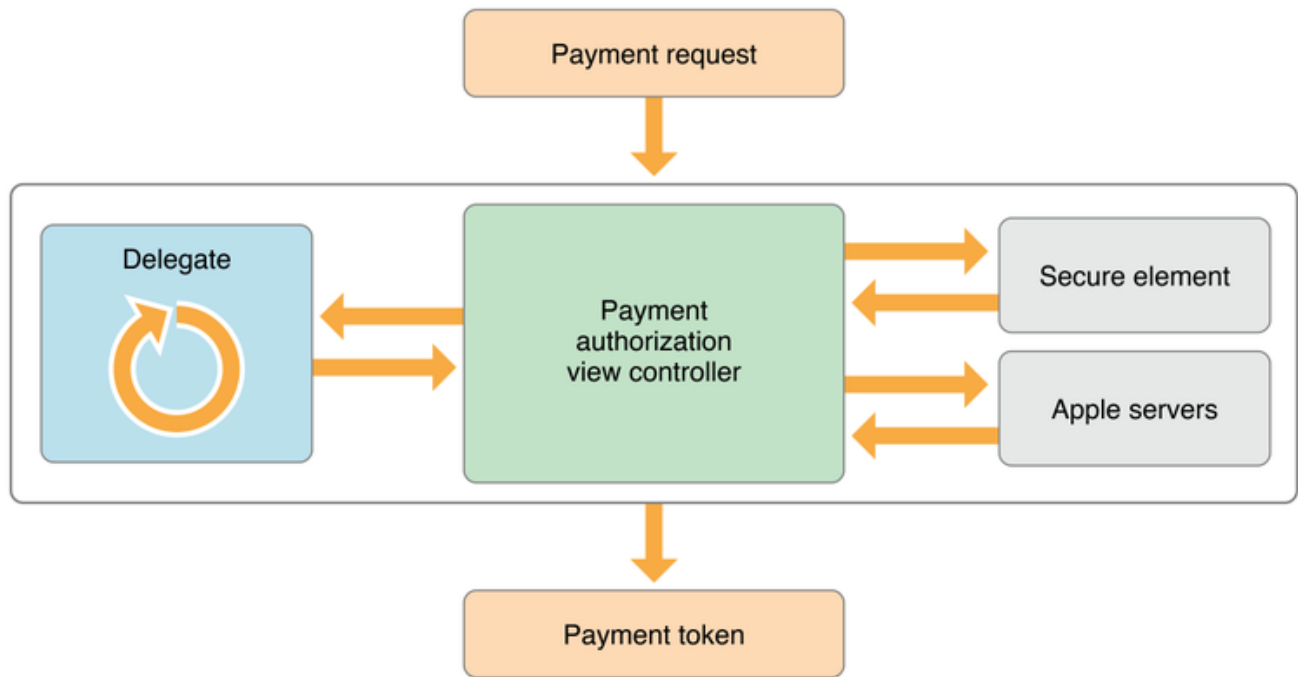 Payment request
Delegate
Payment
authorization
view controller
Secure element
Apple servers
Payment token